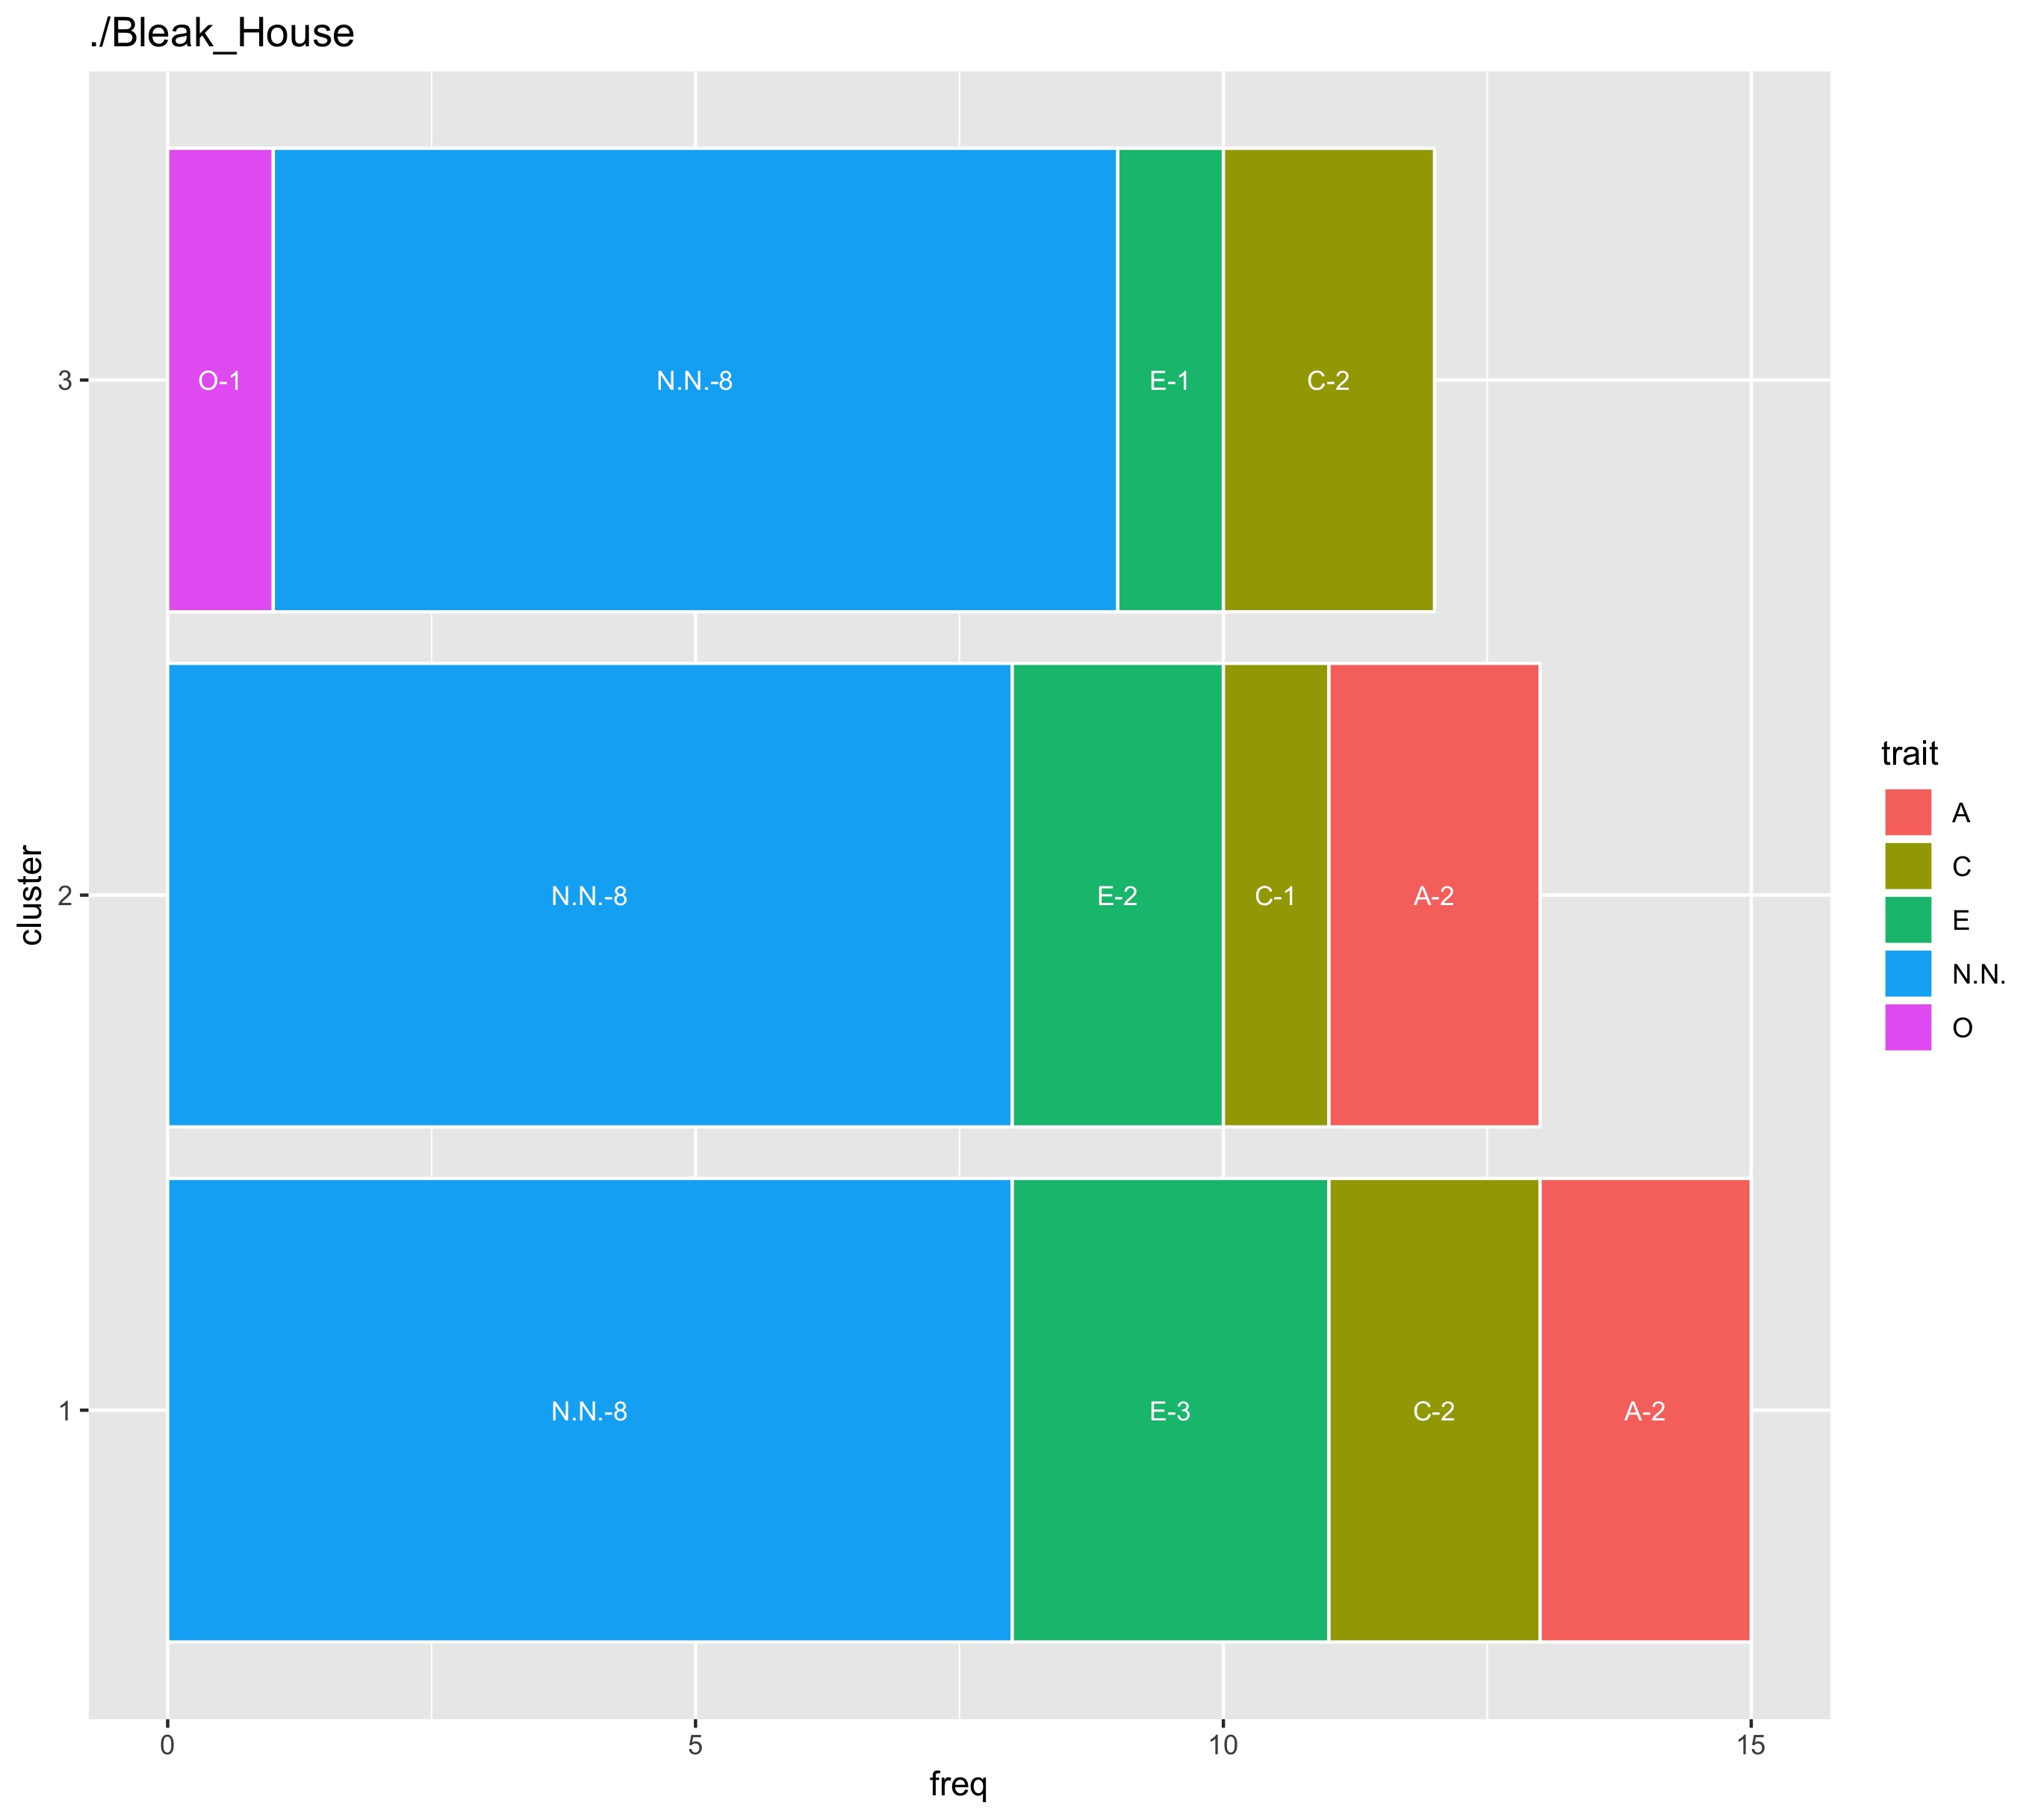 ./Bleak_House
3
O-1 N.N.-8 E-1 C-2
2
N.N.-8 E-2 C-1 A-2
1
N.N.-8 E-3 C-2 A-2
cluster
0 5 10 15
freq
trait
A
C
E
N.N.
O